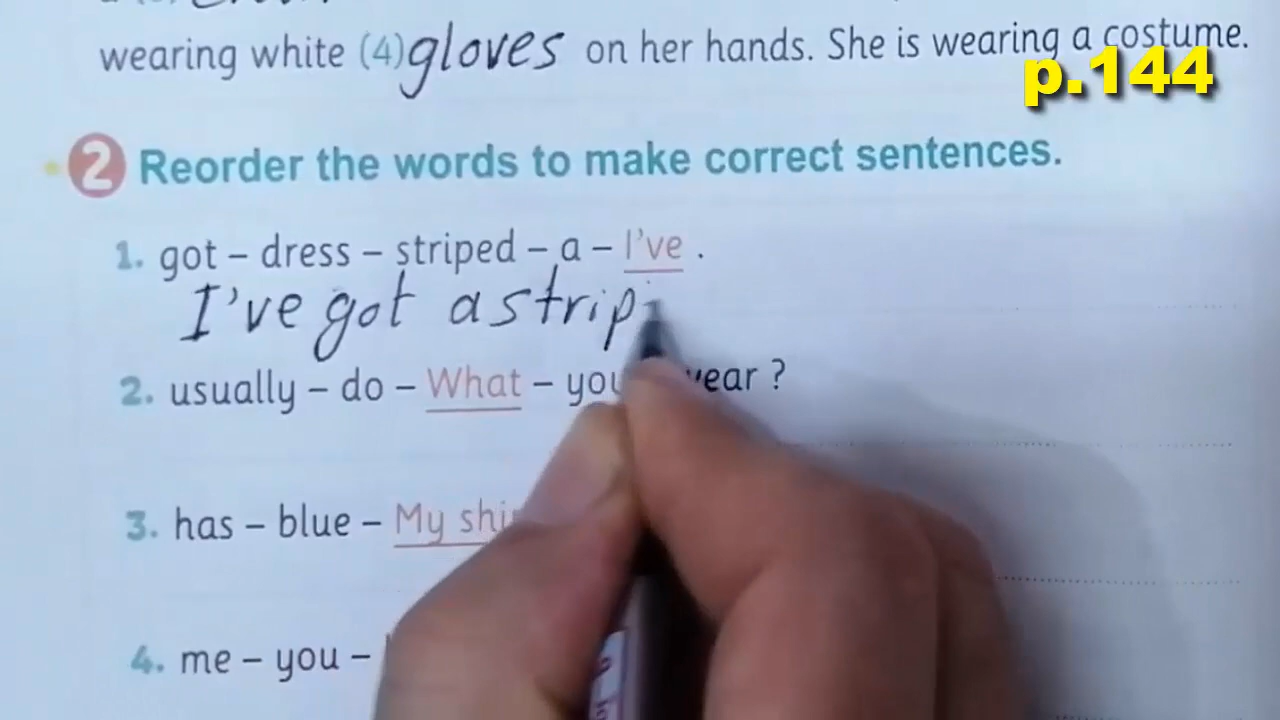 wearing white (4) gloves on her hands. She is wearing a costume.
p.144
2 Reorder the words to make correct sentences.
1. got – dress – striped – a – I've .
I've got a strip
2. usually – do – What – you wear ?
3. has – blue – My
4. me – you –